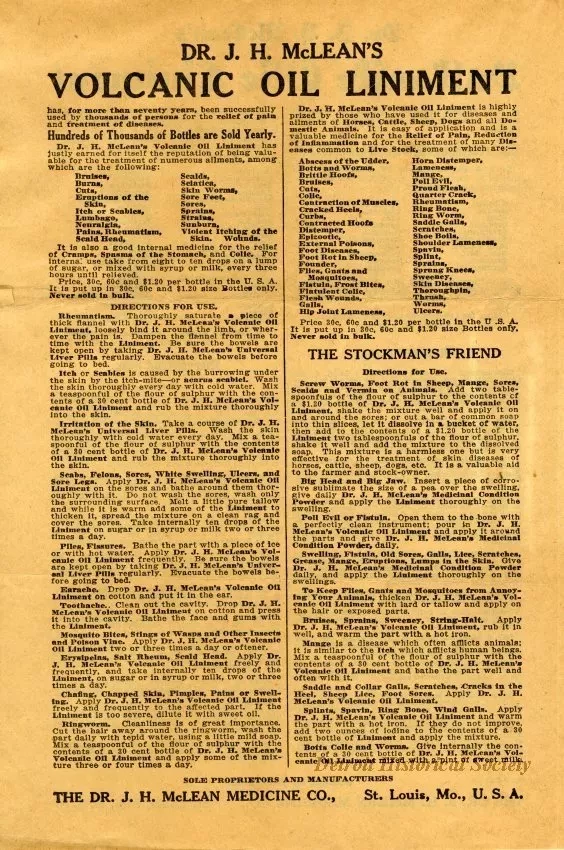 DR. J. H. McLEAN'S
VOLCANIC OIL LINIMENT
has, for more than seventy years, been successfully
used by thousands of persons for the relief of pain
and treatment of diseases.
Hundreds of Thousands of Bottles are Sold Yearly.
Dr. J. H. McLean's Volcanic Oil Liniment has
justly earned for itself the reputation of being valu-
able for the treatment of numerous ailments, among
which are the following:
Bruises,
Burns,
Cuts,
Eruptions of the
Skin,
Itch or Scabies,
Lumbago,
Neuralgia,
Pains, Rheumatism,
Scald Head,
Scalds,
Sciatica,
Skin Worms,
Sore Feet,
Sores,
Sprains,
Strains,
Sunburn,
Violent Itching of the
Skin. Wounds.
It is also a good internal medicine for the relief
of Cramps, Spasms of the Stomach, and Colic. For
internal use take from eight to ten drops on a lump
of sugar, or mixed with syrup or milk, every three
hours until relieved.
Price, 30c, 60c and $1.20 per bottle in the U. S. A.
It is put up in 30c, 60c and $1.20 size Bottles only.
Never sold in bulk.
DIRECTIONS FOR USE.
Rheumatism. Thoroughly saturate a piece of
thick flannel with Dr. J. H. McLean's Volcanic Oil
Liniment, loosely bind it around the limb, or wher-
ever the pain is. Dampen the flannel from time to
time with the Liniment. Be sure the bowels are
kept open by taking Dr. J. H. McLean's Universal
Liver Pills regularly. Evacuate the bowels before
going to bed.
Itch or Scabies is caused by the burrowing under
the skin by the itch-mite—or acarus scabiei. Wash
the skin thoroughly every day with cold water. Mix
a teaspoonful of the flour of sulphur with the con-
tents of a 30 cent bottle of Dr. J. H. McLean's Vol-
canic Oil Liniment and rub the mixture thoroughly
into the skin.
Irritation of the Skin. Take a course of Dr. J. H.
McLean's Universal Liver Pills. Wash the skin
thoroughly with cold water every day. Mix a tea-
spoonful of the flour of sulphur with the contents
of a 30 cent bottle of Dr. J. H. McLean's Volcanic
Oil Liniment and rub the mixture thoroughly into
the skin.
Scabs, Felons, Sores, White Swelling, Ulcers, and
Sore Legs. Apply Dr. J. H. McLean's Volcanic Oil
Liniment on the sores and bathe around them thor-
oughly with it. Do not wash the sores, wash only
the surrounding surface. Melt a little pure tallow
and while it is warm add some of the Liniment to
thicken it, spread the mixture on a clean rag and
cover the sores. Take internally ten drops of the
Liniment on sugar or in syrup or milk two or three
times a day.
Piles, Fissures. Bathe the part with a piece of ice
or with hot water. Apply Dr. J. H. McLean's Vol-
canic Oil Liniment frequently. Be sure the bowels
are kept open by taking Dr. J. H. McLean's Univer-
sal Liver Pills regularly. Evacuate the bowels be-
fore going to bed.
Earache. Drop Dr. J. H. McLean's Volcanic Oil
Liniment on cotton and put it in the ear.
Toothache. Clean out the cavity. Drop Dr. J. H.
McLean's Volcanic Oil Liniment on cotton and press
it into the cavity. Bathe the face and gums with
the Liniment.
Mosquito Bites, Stings of Wasps and Other Insects
and Poison Vine. Apply Dr. J. H. McLean's Volcanic
Oil Liniment two or three times a day or oftener.
Erysipelas, Salt Rheum, Scald Head. Apply Dr.
J. H. McLean's Volcanic Oil Liniment freely and
frequently, and take internally ten drops of the
Liniment, on sugar or in syrup or milk, two or three
times a day.
Chafing, Chapped Skin, Pimples, Pains or Swell-
ing. Apply Dr. J. H. McLean's Volcanic Oil Liniment
freely and frequently to the affected part. If the
Liniment is too severe, dilute it with sweet oil.
Ringworm. Cleanliness is of great importance.
Cut the hair away around the ringworm, wash the
part daily with tepid water, using a little mild soap.
Mix a teaspoonful of the flour of sulphur with the
contents of a 30 cent bottle of Dr. J. H. McLean's
Volcanic Oil Liniment and apply some of the mix-
ture three or four times a day.
Dr. J. H. McLean's Volcanic Oil Liniment is highly
prized by those who have used it for diseases and
ailments of Horses, Cattle, Sheep, Dogs and all Do-
mestic Animals. It is easy of application and is a
valuable medicine for the Relief of Pain, Reduction
of Inflammation and for the treatment of many Dis-
eases common to Live Stock, some of which are:—
Abscess of the Udder,
Botts and Worms,
Brittle Hoofs,
Bruises,
Cuts,
Colic,
Contraction of Muscles,
Cracked Heels,
Curbs,
Contracted Hoofs
Distemper,
Epizootic,
External Poisons,
Foot Diseases,
Foot Rot in Sheep,
Founder,
Flies, Gnats and
Mosquitoes,
Fistula, Frost Bites,
Flatulent Colic,
Flesh Wounds,
Galls,
Hip Joint Lameness,
Horn Distemper,
Lameness,
Mange,
Poll Evil,
Proud Flesh,
Quarter Crack,
Rheumatism,
Ring Bone,
Ring Worm,
Saddle Galls,
Scratches,
Shoe Boils,
Shoulder Lameness,
Spavin,
Splint,
Sprains,
Sprung Knees,
Sweeney,
Skin Diseases,
Thoroughpin,
Thrush,
Worms,
Ulcers.
Price 30c, 60c and $1.20 per bottle in the U .S. A.
It is put up in 30c, 60c and $1.20 size Bottles only.
Never sold in bulk.
THE STOCKMAN'S FRIEND
Directions for Use.
Screw Worms, Foot Rot in Sheep, Mange, Sores,
Scalds and Vermin on Animals. Add two table-
spoonfuls of the flour of sulphur to the contents of
a $1.20 bottle of Dr. J. H. McLean's Volcanic Oil
Liniment, shake the mixture well and apply it on
and around the sores; or cut a bar of common soap
into thin slices, let it dissolve in a bucket of water,
then add to the contents of a $1.20 bottle of the
Liniment two tablespoonfuls of the flour of sulphur,
shake it well and add the mixture to the dissolved
soap. This mixture is a harmless one but is very
effective for the treatment of skin diseases of
horses, cattle, sheep, dogs, etc. It is a valuable aid
to the farmer and stock-owner.
Big Head and Big Jaw. Insert a piece of corro-
sive sublimate the size of a pea over the swelling,
give daily Dr. J. H. McLean's Medicinal Condition
Powder and apply the Liniment thoroughly on the
swelling.
Poll Evil or Fistula. Open them to the bone with
a perfectly clean instrument; pour in Dr. J. H. Mc-
Lean's Volcanic Oil Liniment and apply it around
the parts and give Dr. J. H. McLean's Medicinal
Condition Powder, daily.
Swelling, Fistula, Old Sores, Galls, Lice, Scratches,
Grease, Mange, Eruptions, Lumps in the Skin. Give
Dr. J. H. McLean's Medicinal Condition Powder
daily, and apply the Liniment thoroughly on the
swellings.
To Keep Flies, Gnats and Mosquitoes from Annoy-
ing Your Animals, thicken Dr. J. McLean's Vol-
canic Oil Liniment with lard or tallow and apply on
the hair or exposed parts.
Bruises, Sprains, Sweeney, String-Halt. Apply
Dr. J. H. McLean's Volcanic Oil Liniment, rub it in
well, and warm the part with a hot iron.
Mange is a disease which often afflicts animals;
it is similar to the Itch which afflicts human beings.
Mix a teaspoonful of the flour of sulphur with the
contents of a 30 cent bottle of Dr. J. H. McLean's
Volcanic Oil Liniment and bathe the part well and
often with it.
Saddle and Collar Galls, Scratches, Cracks in the
Heel, Sheep Lice, Foot Sores. Apply Dr. J. H.
McLean's Volcanic Oil Liniment.
Splints, Spavin, Ring Bone, Wind Galls. Apply
Dr. J. H. McLean's Volcanic Oil Liniment and warm
the part with a hot iron. If they do not improve,
add two ounces of iodine to the contents of a 30
cent bottle of Liniment and apply the mixture.
Botts Colic and Worms. Give internally the con-
tents of a 30 cent bottle of Dr. J. H. McLean's Vol-
canic Oil Liniment mixed with a pint of sweet milk.
Detroit Historical Society
SOLE PROPRIETORS AND MANUFACTURERS
THE DR. J. H. McLEAN MEDICINE CO., St. Louis, Mo., U. S. A.